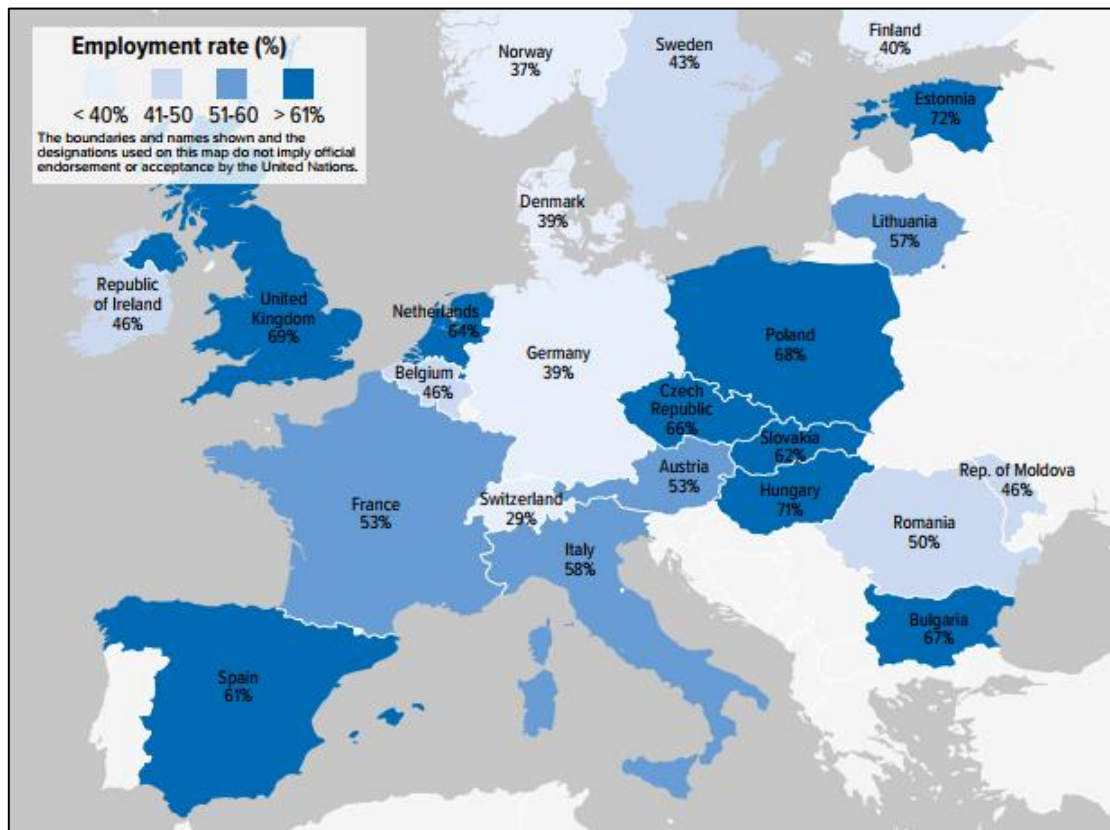 Employment rate (%)
< 40% 41-50 51-60 > 61%
The boundaries and names shown and the
designations used on this map do not imply official
endorsement or acceptance by the United Nations.
Norway
37%
Sweden
43%
Finland
40%
Estonnia
72%
Denmark
39%
Lithuania
57%
Republic
of Ireland
46%
United
Kingdom
69%
Netherlands
64%
Belgium
46%
Germany
39%
Poland
68%
Czech
Republic
66%
Slovakia
62%
Austria
53%
Hungary
71%
Rep. of Moldova
46%
France
53%
Switzerland
29%
Romania
50%
Italy
58%
Bulgaria
67%
Spain
61%